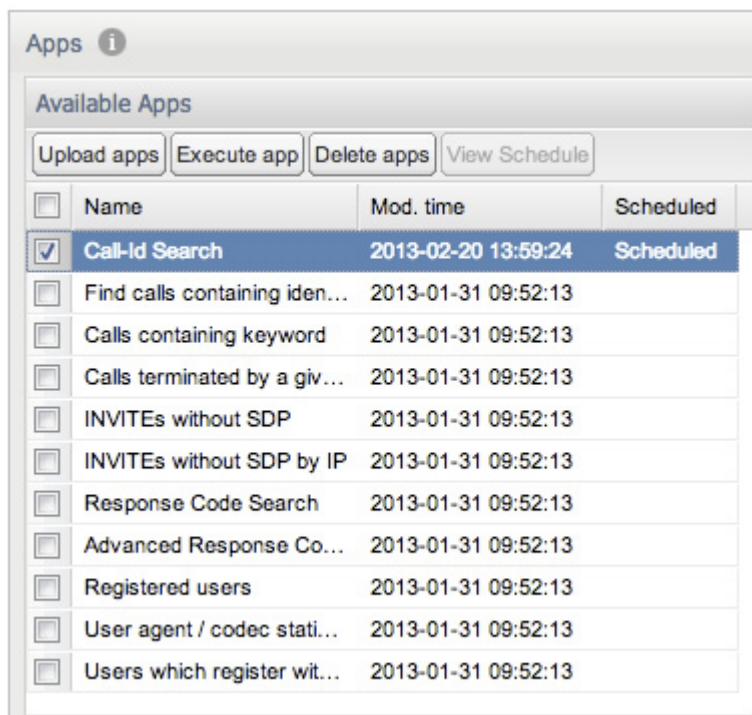 Apps
Available Apps
Upload apps Execute app Delete apps View Schedule
Name Mod. time Scheduled
Call-Id Search 2013-02-20 13:59:24 Scheduled
Find calls containing iden... 2013-01-31 09:52:13
Calls containing keyword 2013-01-31 09:52:13
Calls terminated by a giv... 2013-01-31 09:52:13
INVITEs without SDP 2013-01-31 09:52:13
INVITEs without SDP by IP 2013-01-31 09:52:13
Response Code Search 2013-01-31 09:52:13
Advanced Response Co... 2013-01-31 09:52:13
Registered users 2013-01-31 09:52:13
User agent / codec stati... 2013-01-31 09:52:13
Users which register wit... 2013-01-31 09:52:13